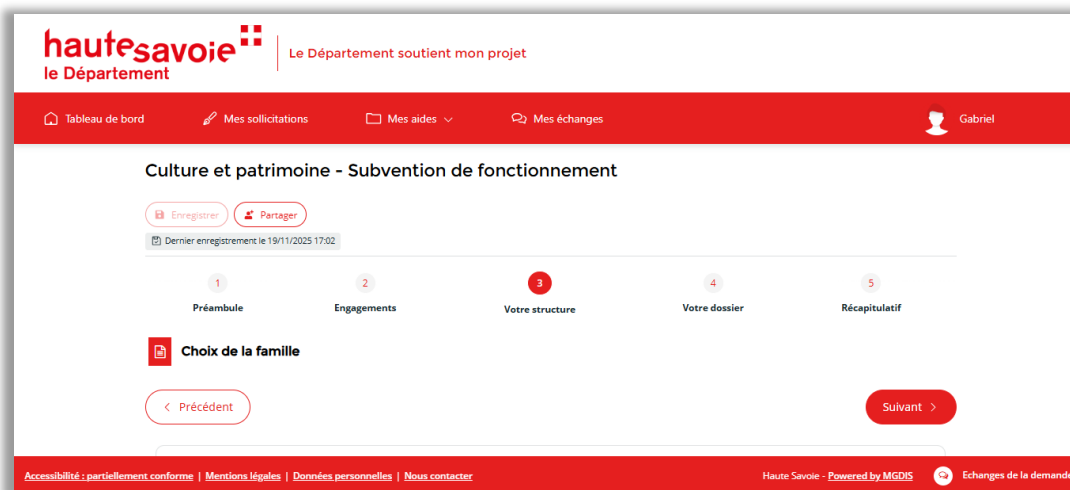 hautesavoie
le Département
Le Département soutient mon projet
Tableau de bord Mes sollicitations Mes aides Mes échanges Gabriel
Culture et patrimoine - Subvention de fonctionnement
Enregistrer Partager
Dernier enregistrement le 19/11/2025 17:02
1 2 3 4 5
Préambule Engagements Votre structure Votre dossier Récapitulatif
Choix de la famille
< Précédent Suivant >
Accessibilité : partiellement conforme | Mentions légales | Données personnelles | Nous contacter Haute Savoie - Powered by MGDIS Echanges de la demande